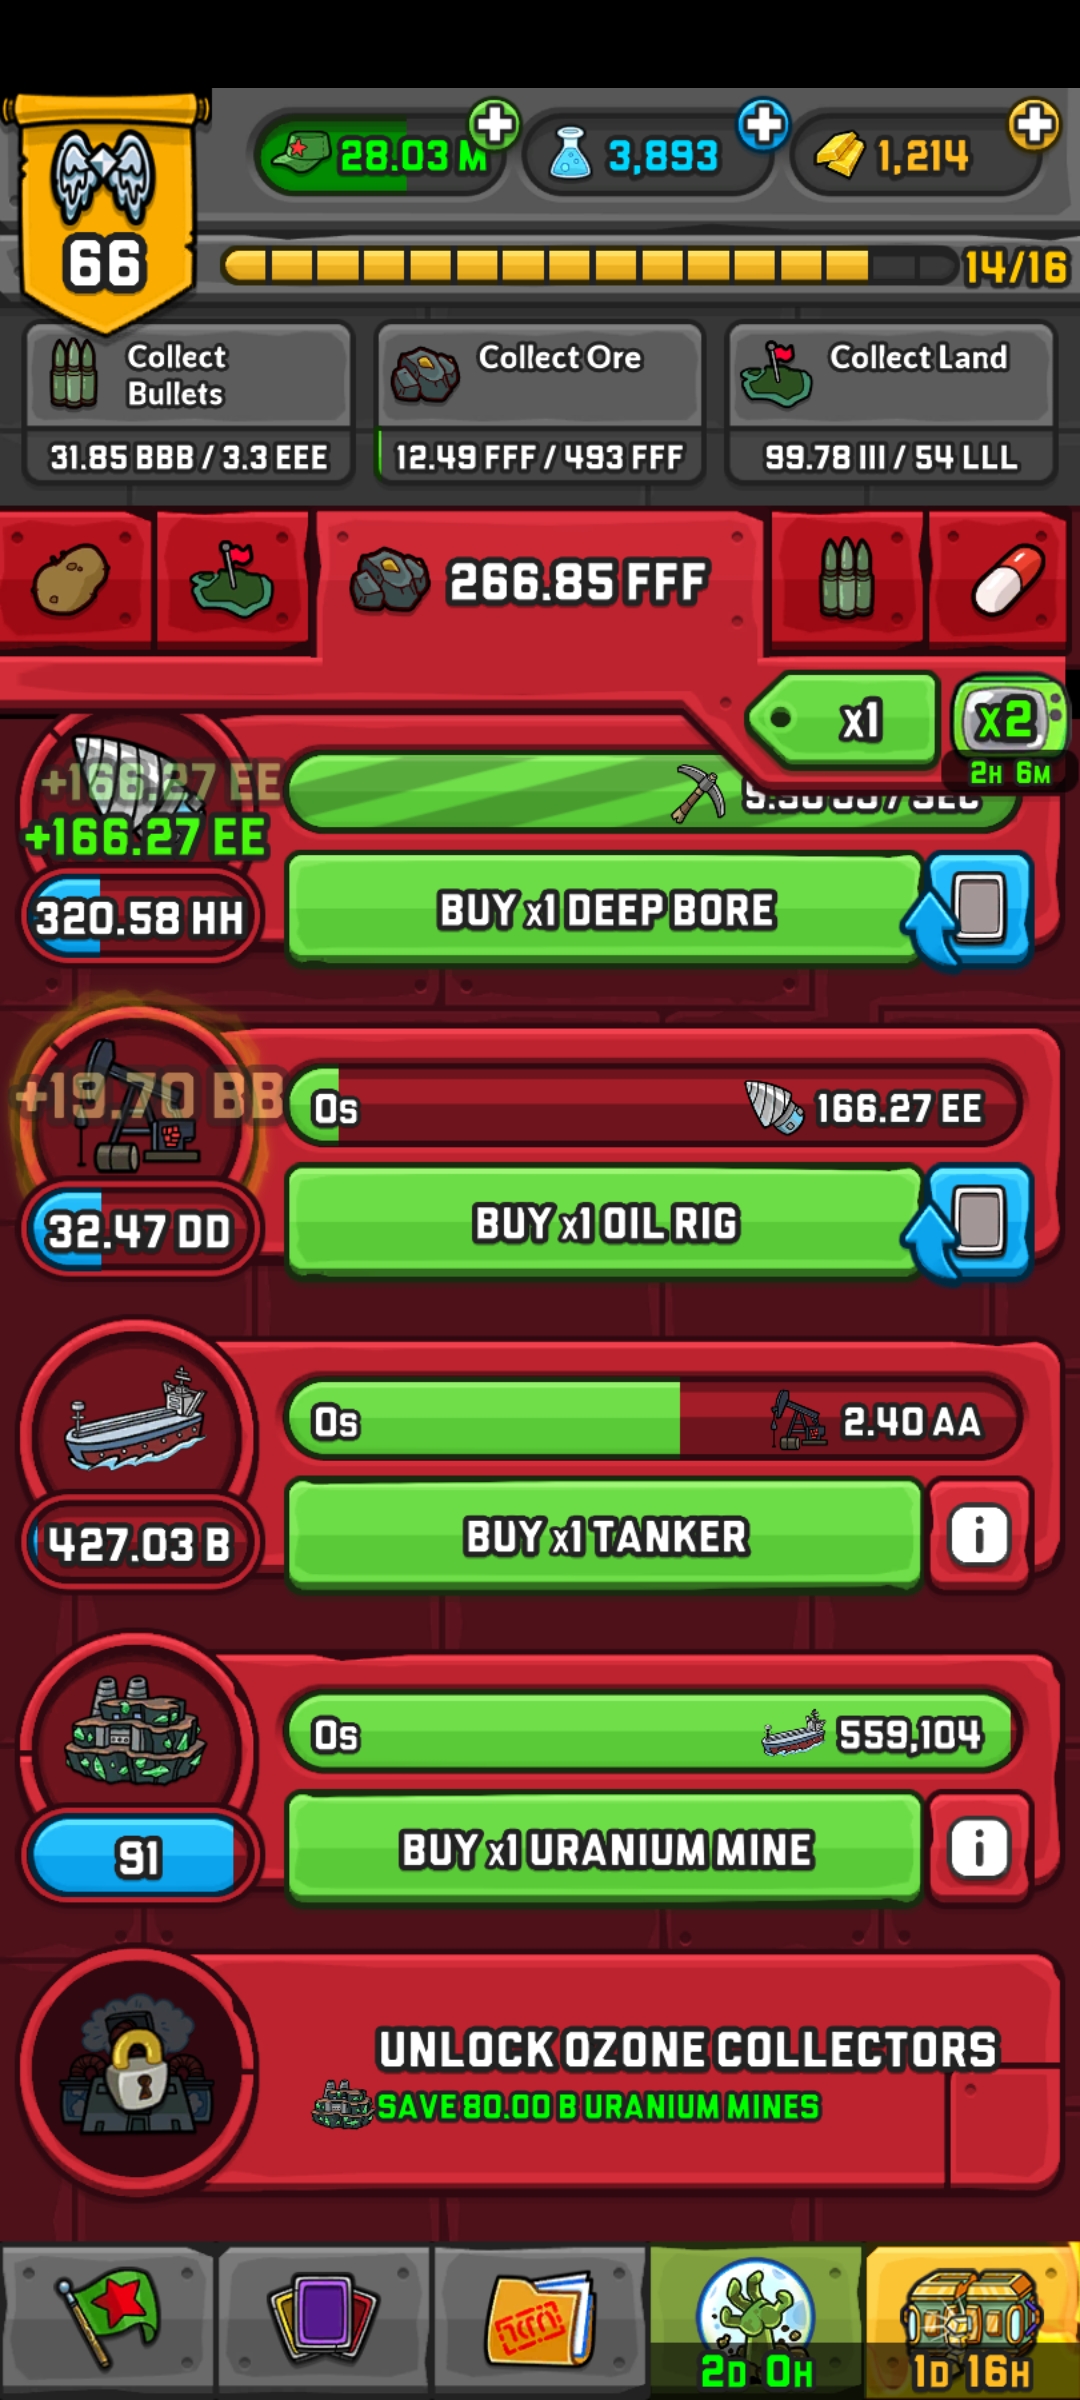 28.03 M
3,893
1,214
66
14/16
Collect
Bullets
31.85 BBB / 3.3 EEE
Collect Ore
12.49 FFF / 493 FFF
Collect Land
99.78 III / 54 LLL
266.85 FFF
x1
x2
2H 6M
+166.27 EE
+166.27 EE
320.58 HH
BUY x1 DEEP BORE
+19.70 BB
0s
166.27 EE
32.47 DD
BUY x1 OIL RIG
0s
2.40 AA
427.03 B
BUY x1 TANKER
i
0s
559,104
91
BUY x1 URANIUM MINE
i
UNLOCK OZONE COLLECTORS
SAVE 80.00 B URANIUM MINES
2D 0H
1D 16H